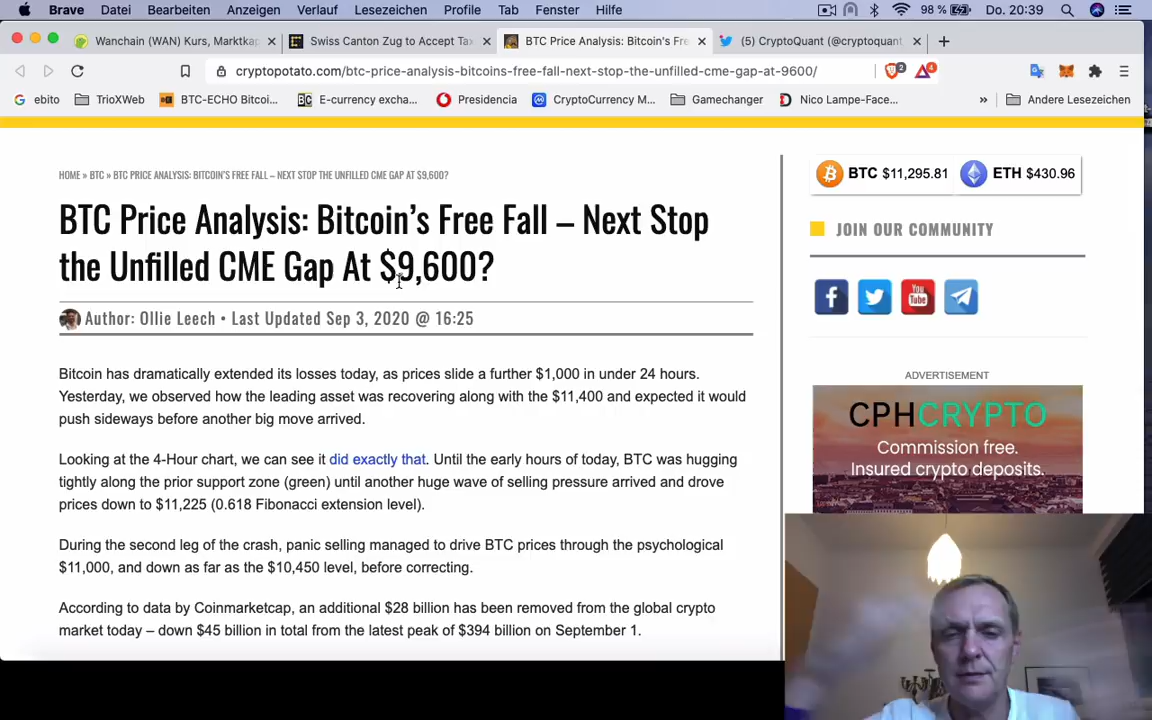 Brave Datei Bearbeiten Anzeigen Verlauf Lesezeichen Profile Tab Fenster Hilfe 98 % Do. 20:39
Wanchain (WAN) Kurs, Marktkap Swiss Canton Zug to Accept Tax BTC Price Analysis: Bitcoin's Fre (5) CryptoQuant (@cryptoquant
cryptopotato.com/btc-price-analysis-bitcoins-free-fall-next-stop-the-unfilled-cme-gap-at-9600/ 2 4
ebito TrioXWeb BTC-ECHO Bitcoi... E-currency excha... Presidencia CryptoCurrency M... Gamechanger Nico Lampe-Face... » Andere Lesezeichen
HOME » BTC » BTC PRICE ANALYSIS: BITCOIN'S FREE FALL – NEXT STOP THE UNFILLED CME GAP AT $9,600?
BTC $11,295.81 ETH $430.96
BTC Price Analysis: Bitcoin's Free Fall – Next Stop
the Unfilled CME Gap At $9,600?
JOIN OUR COMMUNITY
You
Tube
Author: Ollie Leech • Last Updated Sep 3, 2020 @ 16:25
Bitcoin has dramatically extended its losses today, as prices slide a further $1,000 in under 24 hours.
Yesterday, we observed how the leading asset was recovering along with the $11,400 and expected it would
push sideways before another big move arrived.
Looking at the 4-Hour chart, we can see it did exactly that. Until the early hours of today, BTC was hugging
tightly along the prior support zone (green) until another huge wave of selling pressure arrived and drove
prices down to $11,225 (0.618 Fibonacci extension level).
During the second leg of the crash, panic selling managed to drive BTC prices through the psychological
$11,000, and down as far as the $10,450 level, before correcting.
According to data by Coinmarketcap, an additional $28 billion has been removed from the global crypto
market today – down $45 billion in total from the latest peak of $394 billion on September 1.
ADVERTISEMENT
CPHCRYPTO
Commission free.
Insured crypto deposits.